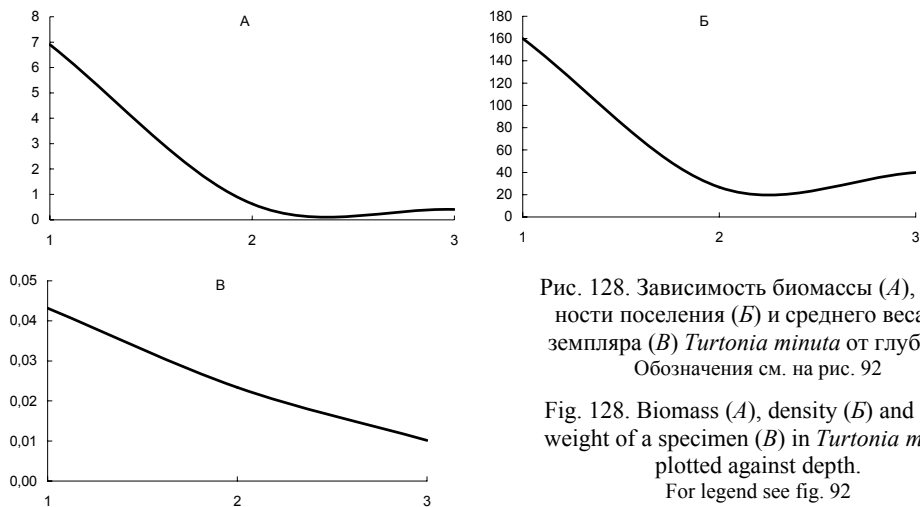 А
8
7
6
5
4
3
2
1
0
1 2 3
Б
180
160
140
120
100
80
60
40
20
0
1 2 3
В
0,05
0,04
0,03
0,02
0,01
0,00
1 2 3
Рис. 128. Зависимость биомассы (А),
ности поселения (Б) и среднего веса
земпляра (В) Turtonia minuta от глуб
Обозначения см. на рис. 92
Fig. 128. Biomass (А), density (Б) and
weight of a specimen (В) in Turtonia m
plotted against depth.
For legend see fig. 92